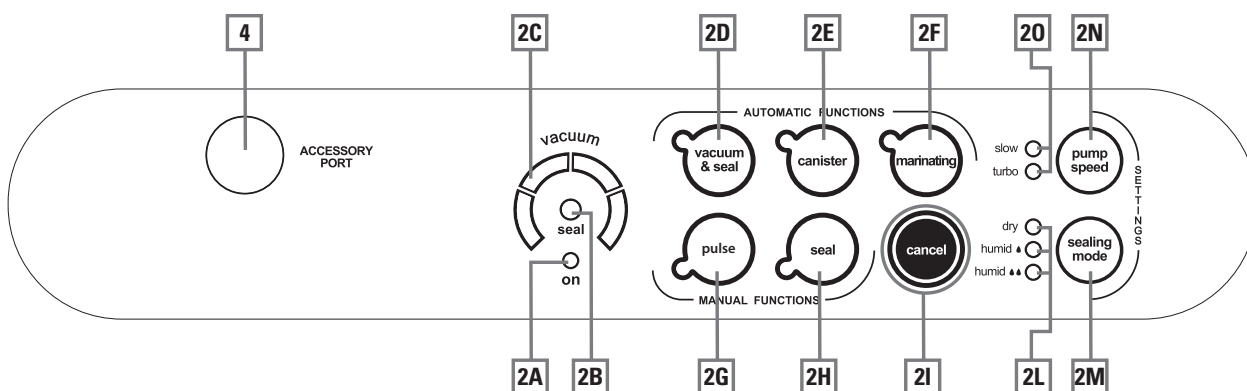 4 2C 2D 2E 2F 2O 2N
AUTOMATIC FUNCTIONS
ACCESSORY
PORT
vacuum
vacuum
& seal
canister
marinating
slow
turbo
pump
speed
SETTINGS
seal
on
pulse
seal
cancel
dry
humid
humid
sealing
mode
MANUAL FUNCTIONS
2A 2B 2G 2H 2I 2L 2M